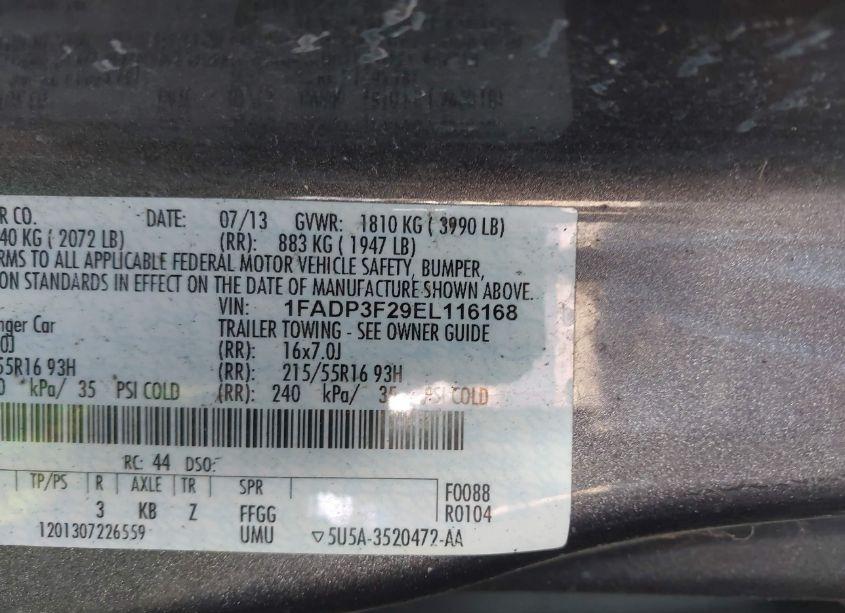 R CO. DATE: 07/13 GVWR: 1810 KG ( 3990 LB)
40 KG ( 2072 LB) (RR): 883 KG ( 1947 LB)
RMS TO ALL APPLICABLE FEDERAL MOTOR VEHICLE SAFETY, BUMPER,
ON STANDARDS IN EFFECT ON THE DATE OF MANUFACTURE SHOWN ABOVE.
VIN: 1FADP3F29EL116168
nger Car TRAILER TOWING - SEE OWNER GUIDE
0J (RR): 16x7.0J
55R16 93H (RR): 215/55R16 93H
0 kPa/ 35 PSI COLD (RR): 240 kPa/ 35 PSI COLD
RC: 44 DSO:
TP/PS R AXLE TR SPR F0088
3 KB Z FFGG R0104
1201307226559 UMU ▽5U5A-3520472-AA